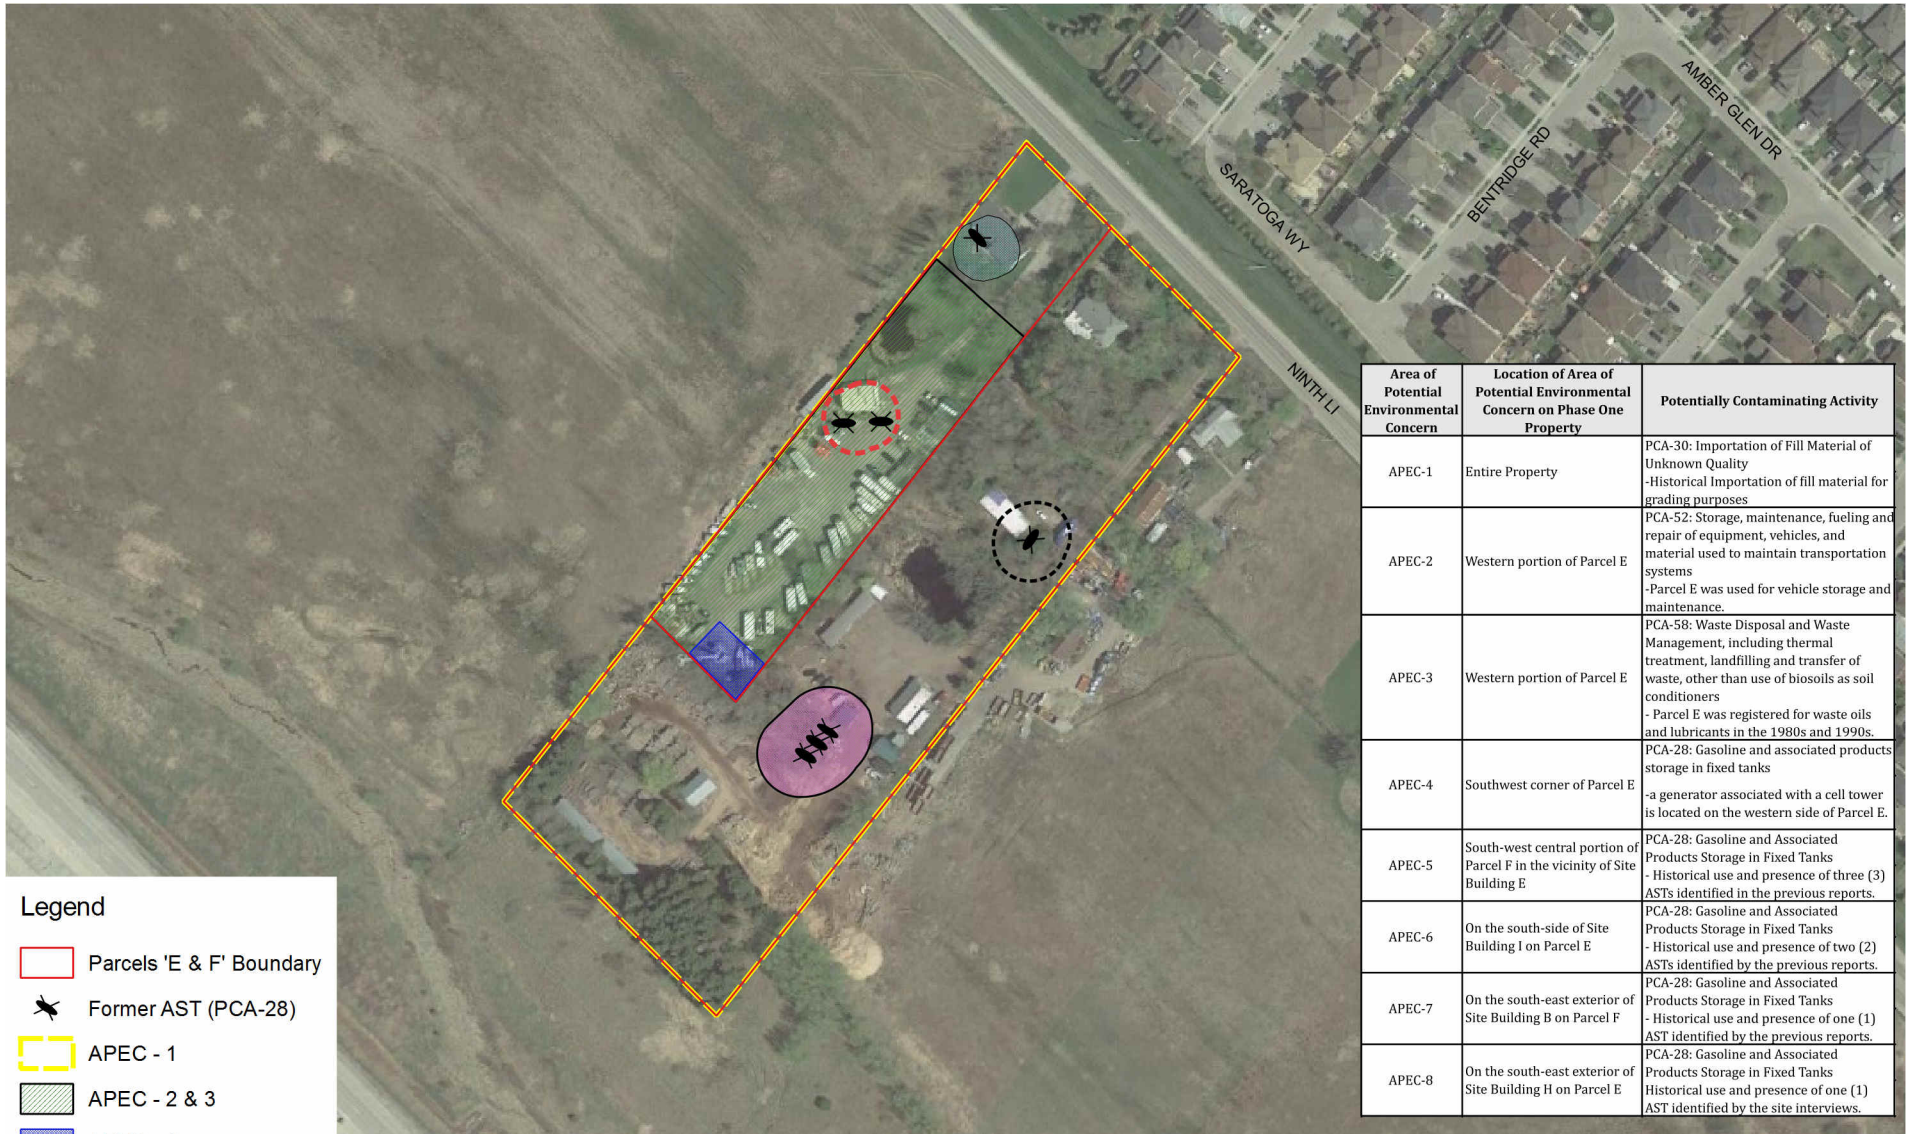 AMBER GLEN DR
BENTRIDGE RD
SARATOGA WY
NINTH LI
Area of
Potential
Environmental
Concern
Location of Area of
Potential Environmental
Concern on Phase One
Property
Potentially Contaminating Activity
APEC-1
Entire Property
PCA-30: Importation of Fill Material of
Unknown Quality
-Historical Importation of fill material for
grading purposes
APEC-2
Western portion of Parcel E
PCA-52: Storage, maintenance, fueling and
repair of equipment, vehicles, and
material used to maintain transportation
systems
-Parcel E was used for vehicle storage and
maintenance.
APEC-3
Western portion of Parcel E
PCA-58: Waste Disposal and Waste
Management, including thermal
treatment, landfilling and transfer of
waste, other than use of biosoils as soil
conditioners
- Parcel E was registered for waste oils
and lubricants in the 1980s and 1990s.
APEC-4
Southwest corner of Parcel E
PCA-28: Gasoline and associated products
storage in fixed tanks
-a generator associated with a cell tower
is located on the western side of Parcel E.
APEC-5
South-west central portion of
Parcel F in the vicinity of Site
Building E
PCA-28: Gasoline and Associated
Products Storage in Fixed Tanks
- Historical use and presence of three (3)
ASTs identified in the previous reports.
APEC-6
On the south-side of Site
Building I on Parcel E
PCA-28: Gasoline and Associated
Products Storage in Fixed Tanks
- Historical use and presence of two (2)
ASTs identified by the previous reports.
APEC-7
On the south-east exterior of
Site Building B on Parcel F
PCA-28: Gasoline and Associated
Products Storage in Fixed Tanks
- Historical use and presence of one (1)
AST identified by the previous reports.
APEC-8
On the south-east exterior of
Site Building H on Parcel E
PCA-28: Gasoline and Associated
Products Storage in Fixed Tanks
Historical use and presence of one (1)
AST identified by the site interviews.
Legend
Parcels 'E & F' Boundary
Former AST (PCA-28)
APEC - 1
APEC - 2 & 3